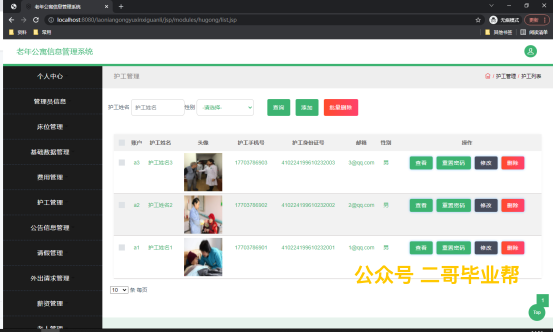 老年公寓信息管理系统
localhost:8080/laoniangongyuxinxiguanli/jsp/modules/hugong/list.jsp
无痕模式
更新
资料 常用
其他书签 阅读清单
老年公寓信息管理系统
个人中心
管理员信息
床位管理
基础数据管理
费用管理
护工管理
公告信息管理
请假管理
外出请求管理
薪资管理
老人管理
护工管理
/ 护工管理 / 护工列表
护工姓名 护工姓名 性别 -请选择- 查询 添加 批量删除
账户 护工姓名 头像 护工手机号 护工身份证号 邮箱 性别 操作
a3 护工姓名3 17703786903 410224199610232003 3@qq.com 男 查看 重置密码 修改 删除
a2 护工姓名2 17703786902 410224199610232002 2@qq.com 男 查看 重置密码 修改 删除
a1 护工姓名1 17703786901 410224199610232001 1@qq.com 男 查看 重置密码 修改 删除
10 条 每页
公众号 二哥毕业帮
1
Top